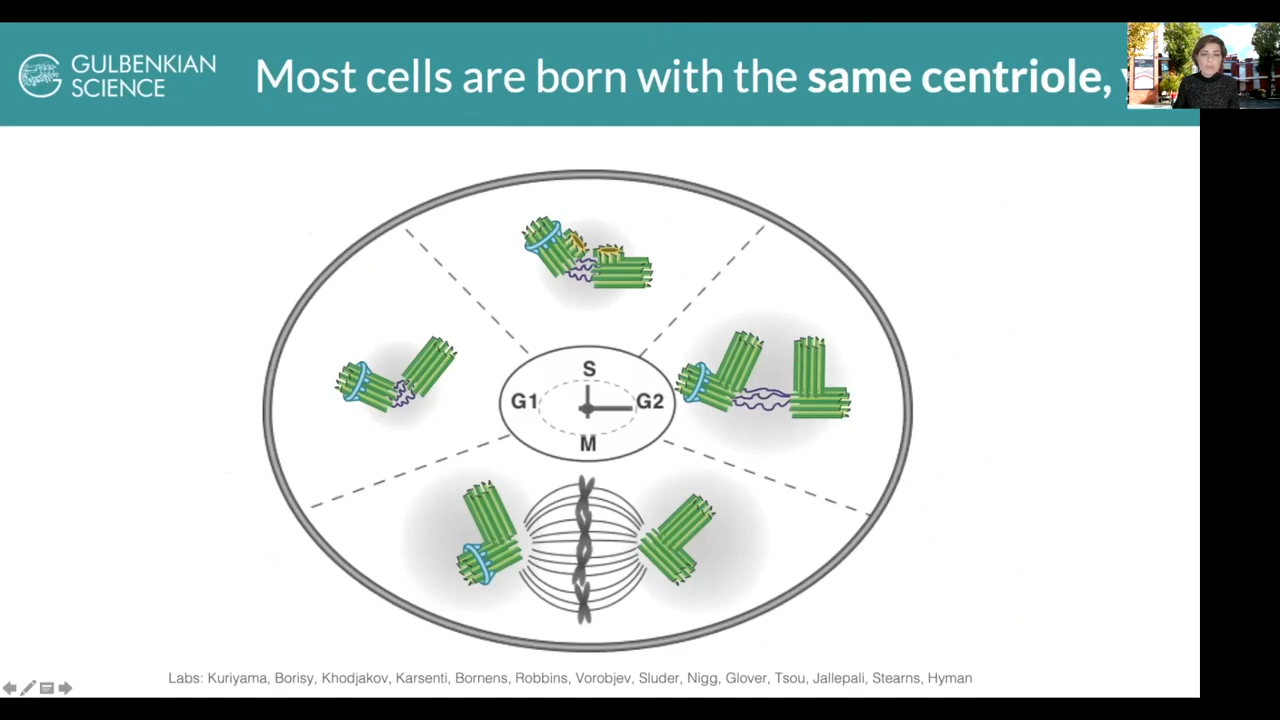 GULBENKIAN
SCIENCE
Most cells are born with the same centriole,
S
G1
G2
M
Labs: Kuriyama, Borisy, Khodjakov, Karsenti, Bornens, Robbins, Vorobjev, Sluder, Nigg, Glover, Tsou, Jallepali, Stearns, Hyman